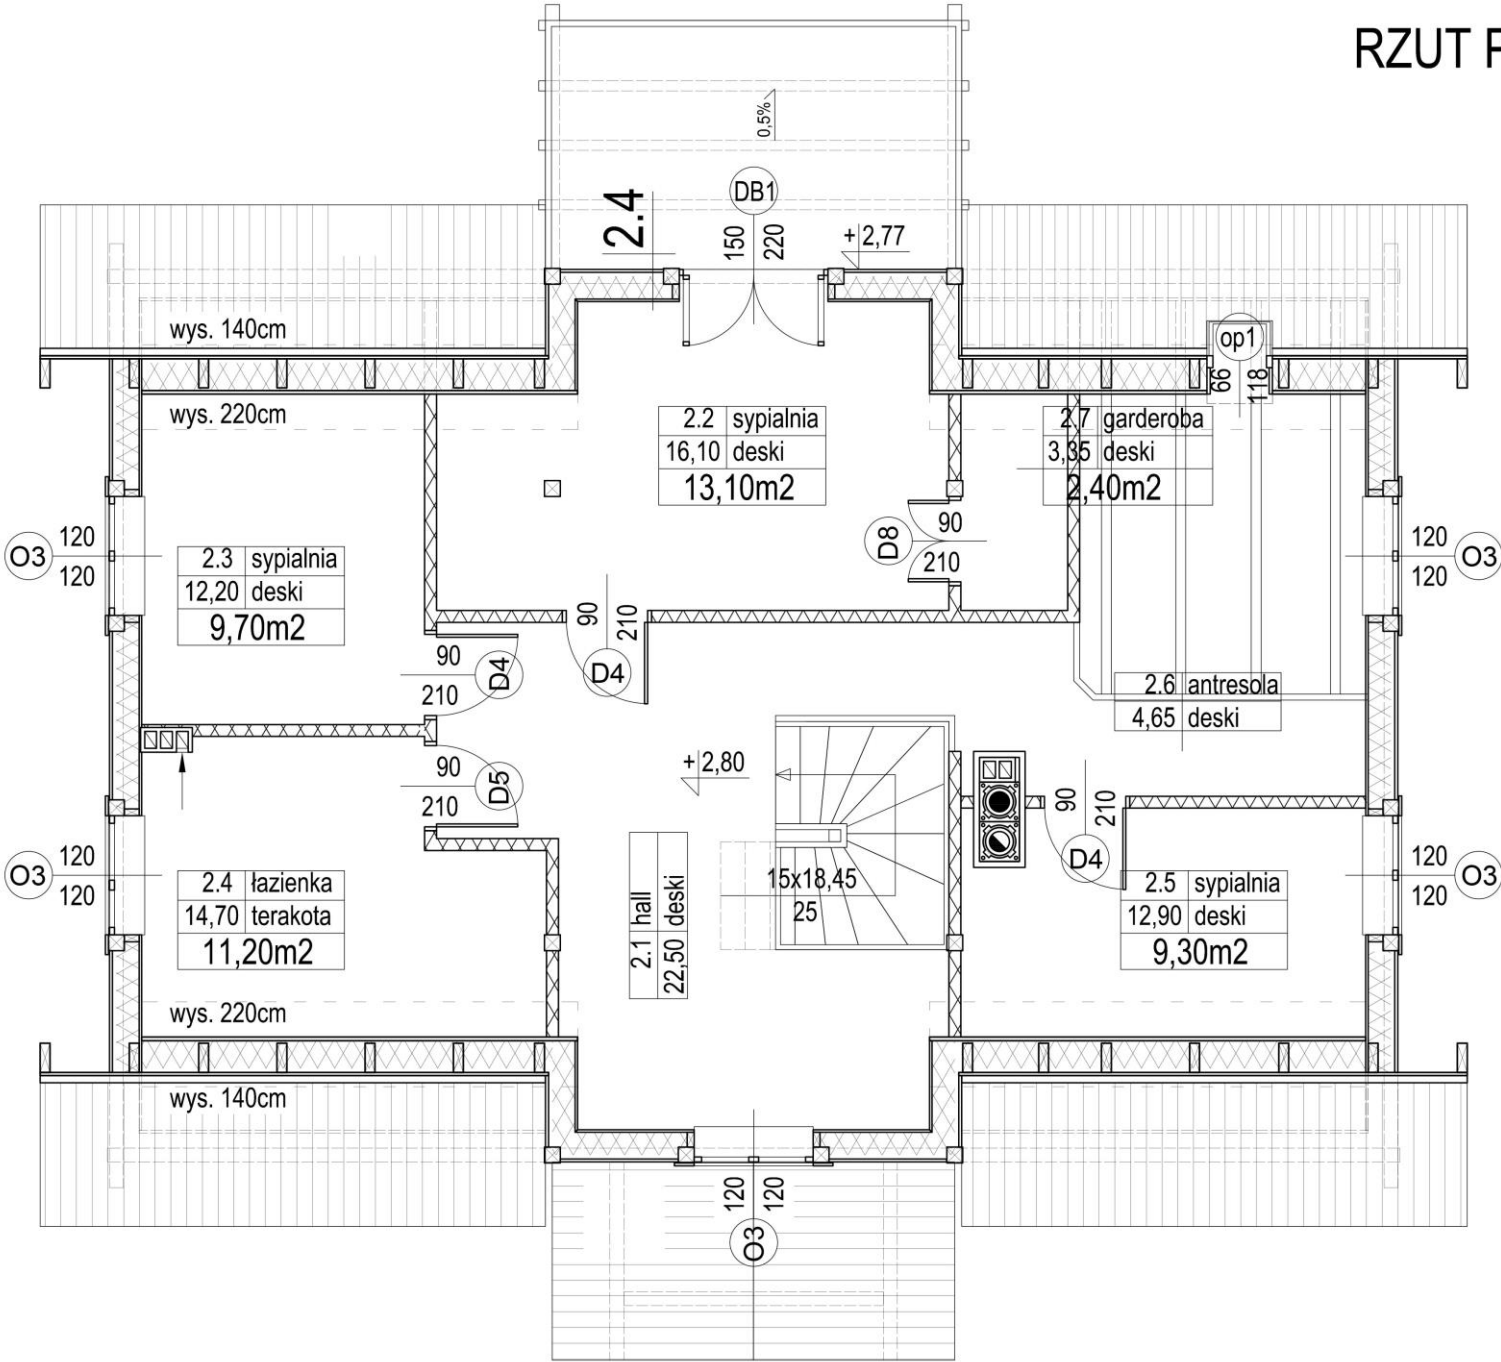 RZUT P
0,5%
DB1
2.4
150
220
+2,77
wys. 140cm
op1
66
118
wys. 220cm
2.2 sypialnia
16,10 deski
13,10m2
2.7 garderoba
3,35 deski
2,40m2
O3
120
120
2.3 sypialnia
12,20 deski
9,70m2
D8
90
210
120
120
O3
90
210
D4
90
210
D4
2.6 antresola
4,65 deski
90
210
D5
+2,80
90
210
D4
O3
120
120
2.4 łazienka
14,70 terakota
11,20m2
2.1 hall
22,50 deski
15x18,45
25
2.5 sypialnia
12,90 deski
9,30m2
120
120
O3
wys. 220cm
wys. 140cm
120
120
O3